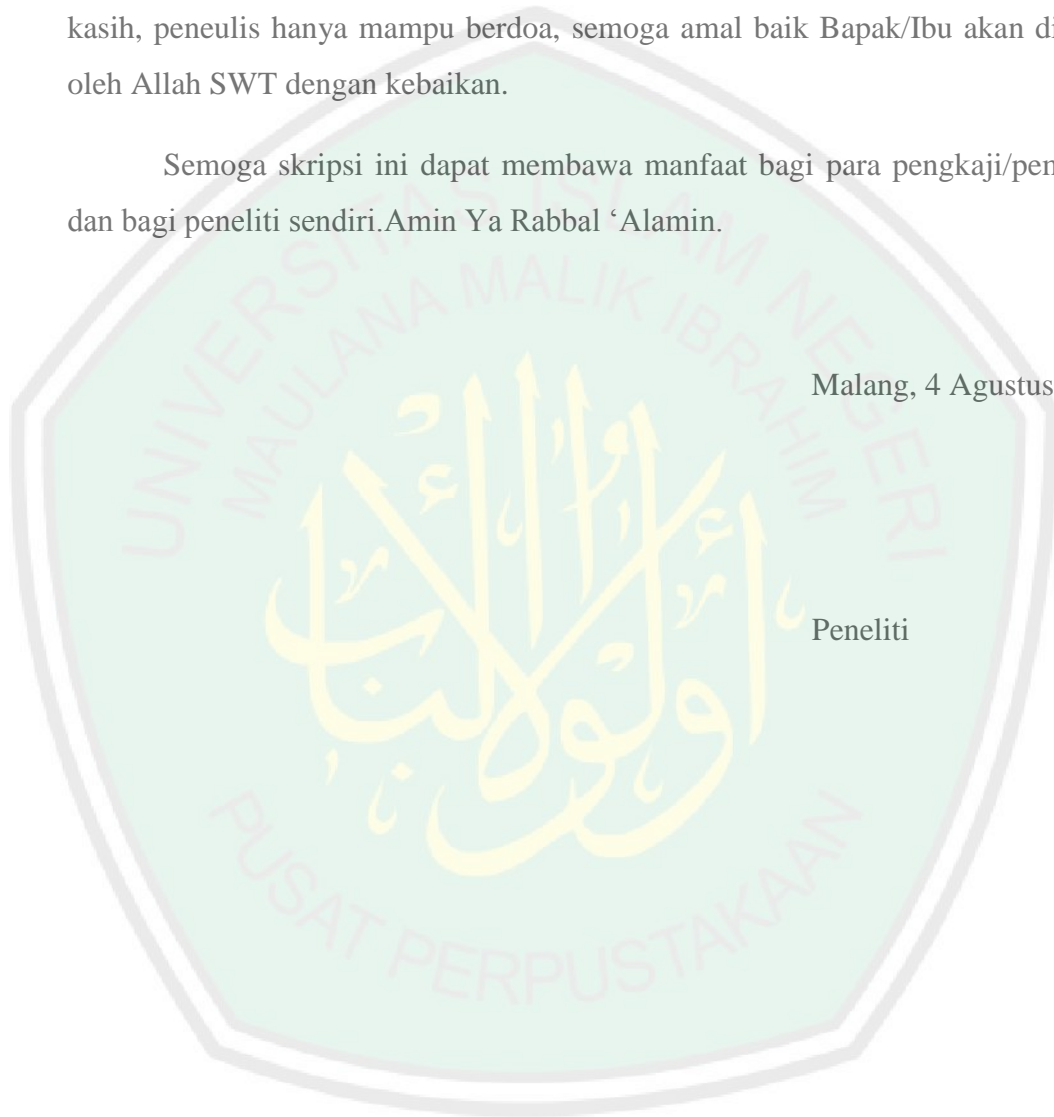 kasih, peneulis hanya mampu berdoa, semoga amal baik Bapak/Ibu akan di
oleh Allah SWT dengan kebaikan.
Semoga skripsi ini dapat membawa manfaat bagi para pengkaji/pen
dan bagi peneliti sendiri.Amin Ya Rabbal ‘Alamin.
UNIVERSITAS ISLAM NEGERI
MAULANA MALIK IBRAHIM
Malang, 4 Agustus
أولوا الألباب
Peneliti
PUSAT PERPUSTAKAAN